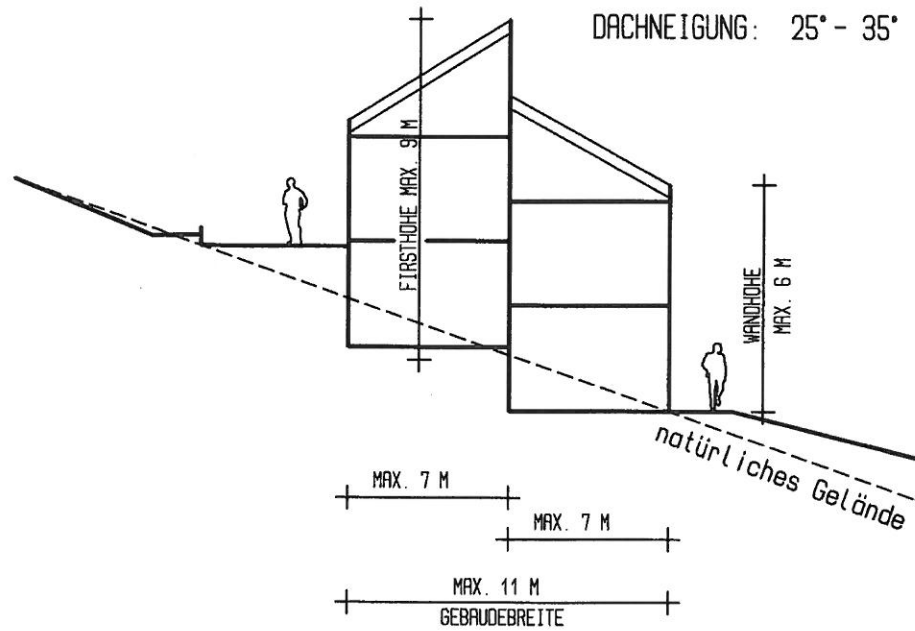 DACHNEIGUNG: 25° - 35°
FIRSTHÖHE MAX. 9 M
WANDHÖHE
MAX. 6 M
natürliches Gelände
MAX. 7 M
MAX. 7 M
MAX. 11 M
GEBÄUDEBREITE